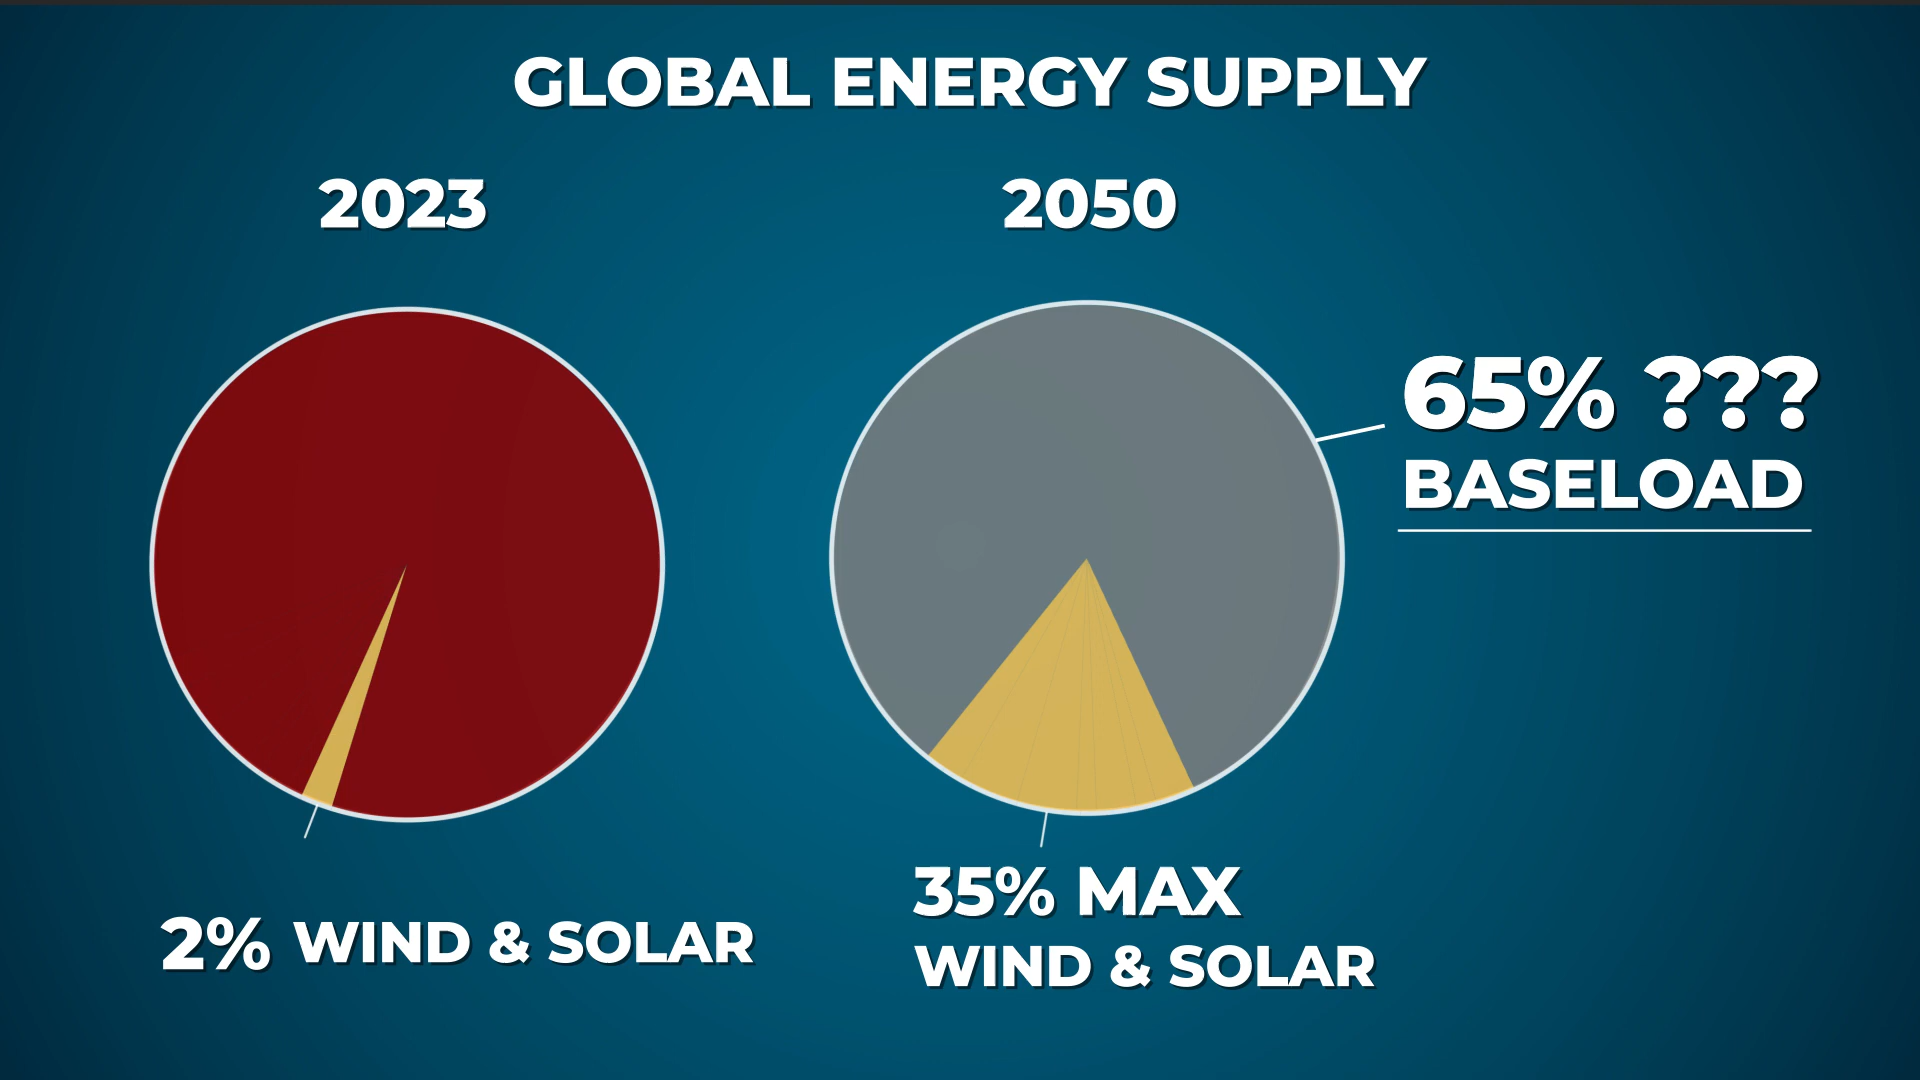 GLOBAL ENERGY SUPPLY
2023
2050
65% ???
BASELOAD
2% WIND & SOLAR
35% MAX
WIND & SOLAR